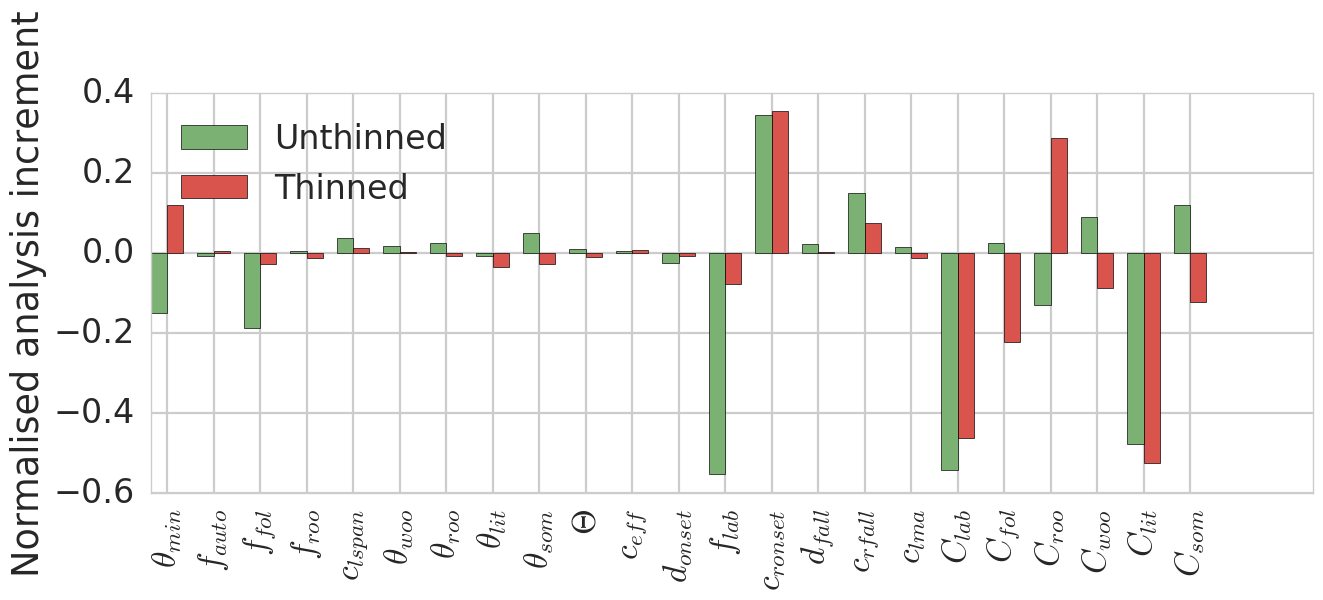 Normalised analysis increment
0.4
0.2
0.0
−0.2
−0.4
−0.6
Unthinned
Thinned
θmin
fauto
ffol
froo
clspan
θwoo
θroo
θlit
θsom
Θ
ceff
donset
flab
cronset
dfall
crfall
clma
Clab
Cfol
Croo
Cwoo
Clit
Csom